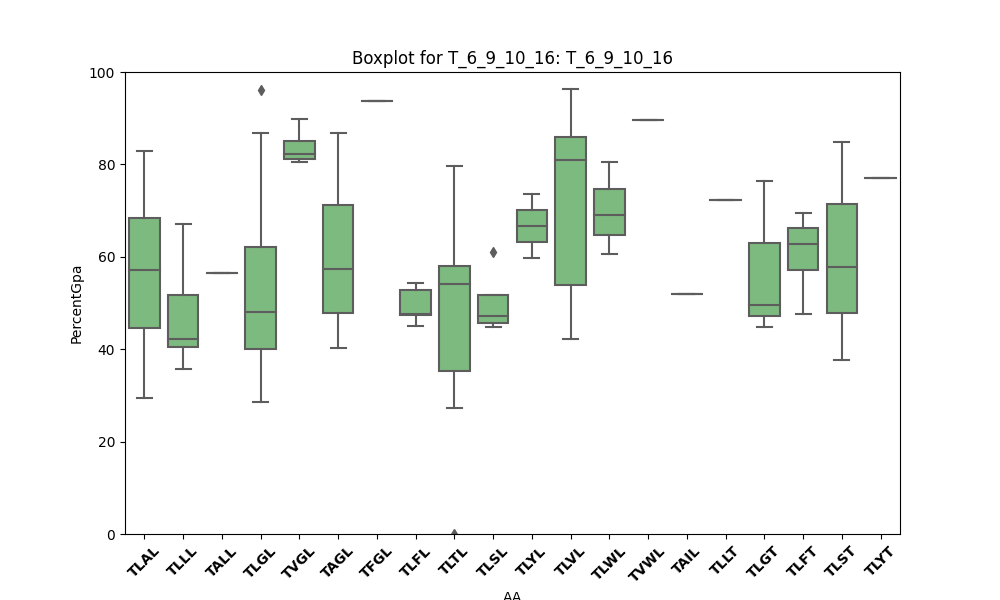 Boxplot for T_6_9_10_16: T_6_9_10_16
100
80
60
40
20
0
PercentGpa
TLAL TLLL TALL TLGL TVGL TAGL TFGL TLFL TLTL TLSL TLYL TLVL TLWL TVWL TAIL TLLT TLGT TLFT TLST TLYT
AA